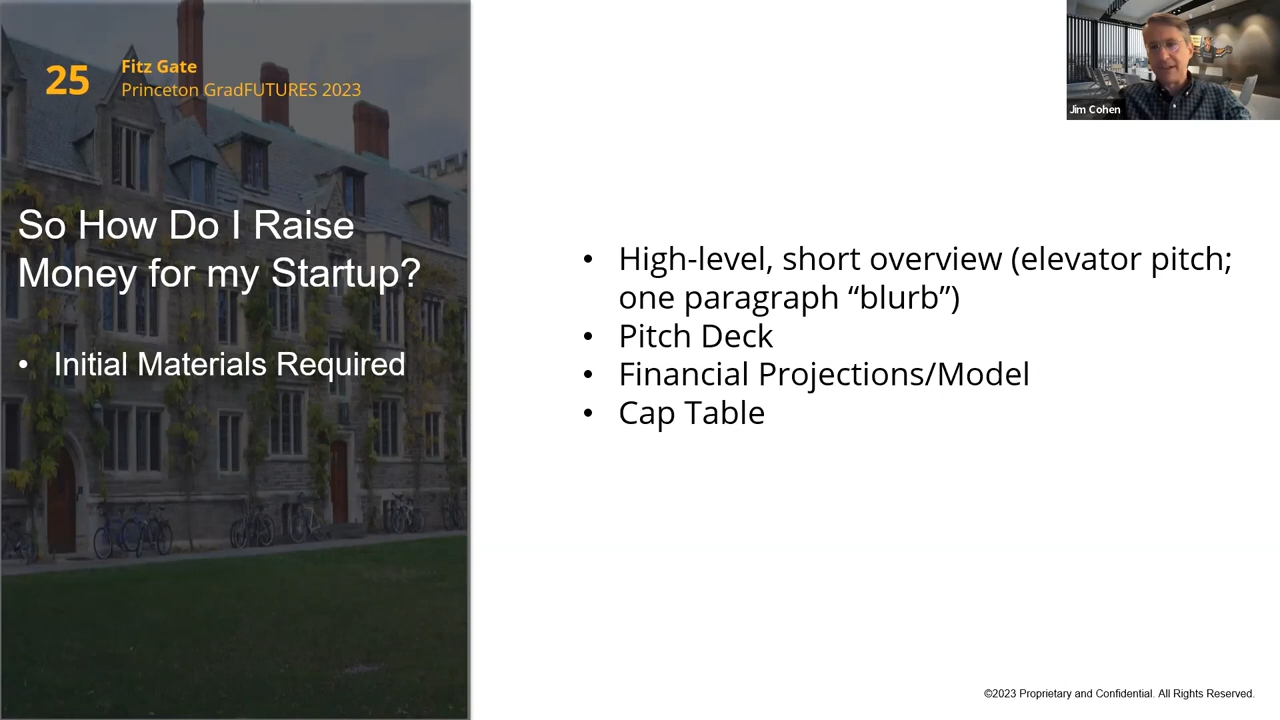 25
Fitz Gate
Princeton GradFUTURES 2023
So How Do I Raise
Money for my Startup?
• Initial Materials Required
• High-level, short overview (elevator pitch;
one paragraph “blurb”)
• Pitch Deck
• Financial Projections/Model
• Cap Table
Jim Cohen
©2023 Proprietary and Confidential. All Rights Reserved.